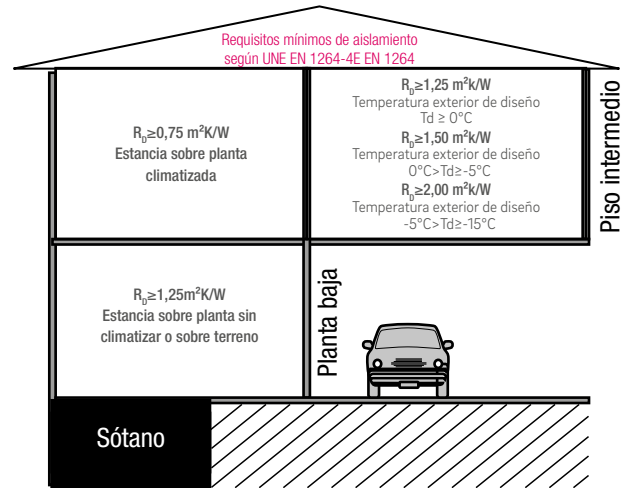 Requisitos mínimos de aislamiento
según UNE EN 1264-4E EN 1264
R_D≥0,75 m²K/W
Estancia sobre planta
climatizada
R_D≥1,25 m²k/W
Temperatura exterior de diseño
Td ≥ 0°C
R_D≥1,50 m²k/W
Temperatura exterior de diseño
0°C>Td≥-5°C
R_D≥2,00 m²k/W
Temperatura exterior de diseño
-5°C>Td≥-15°C
Piso intermedio
R_D≥1,25m²K/W
Estancia sobre planta sin
climatizar o sobre terreno
Planta baja
Sótano